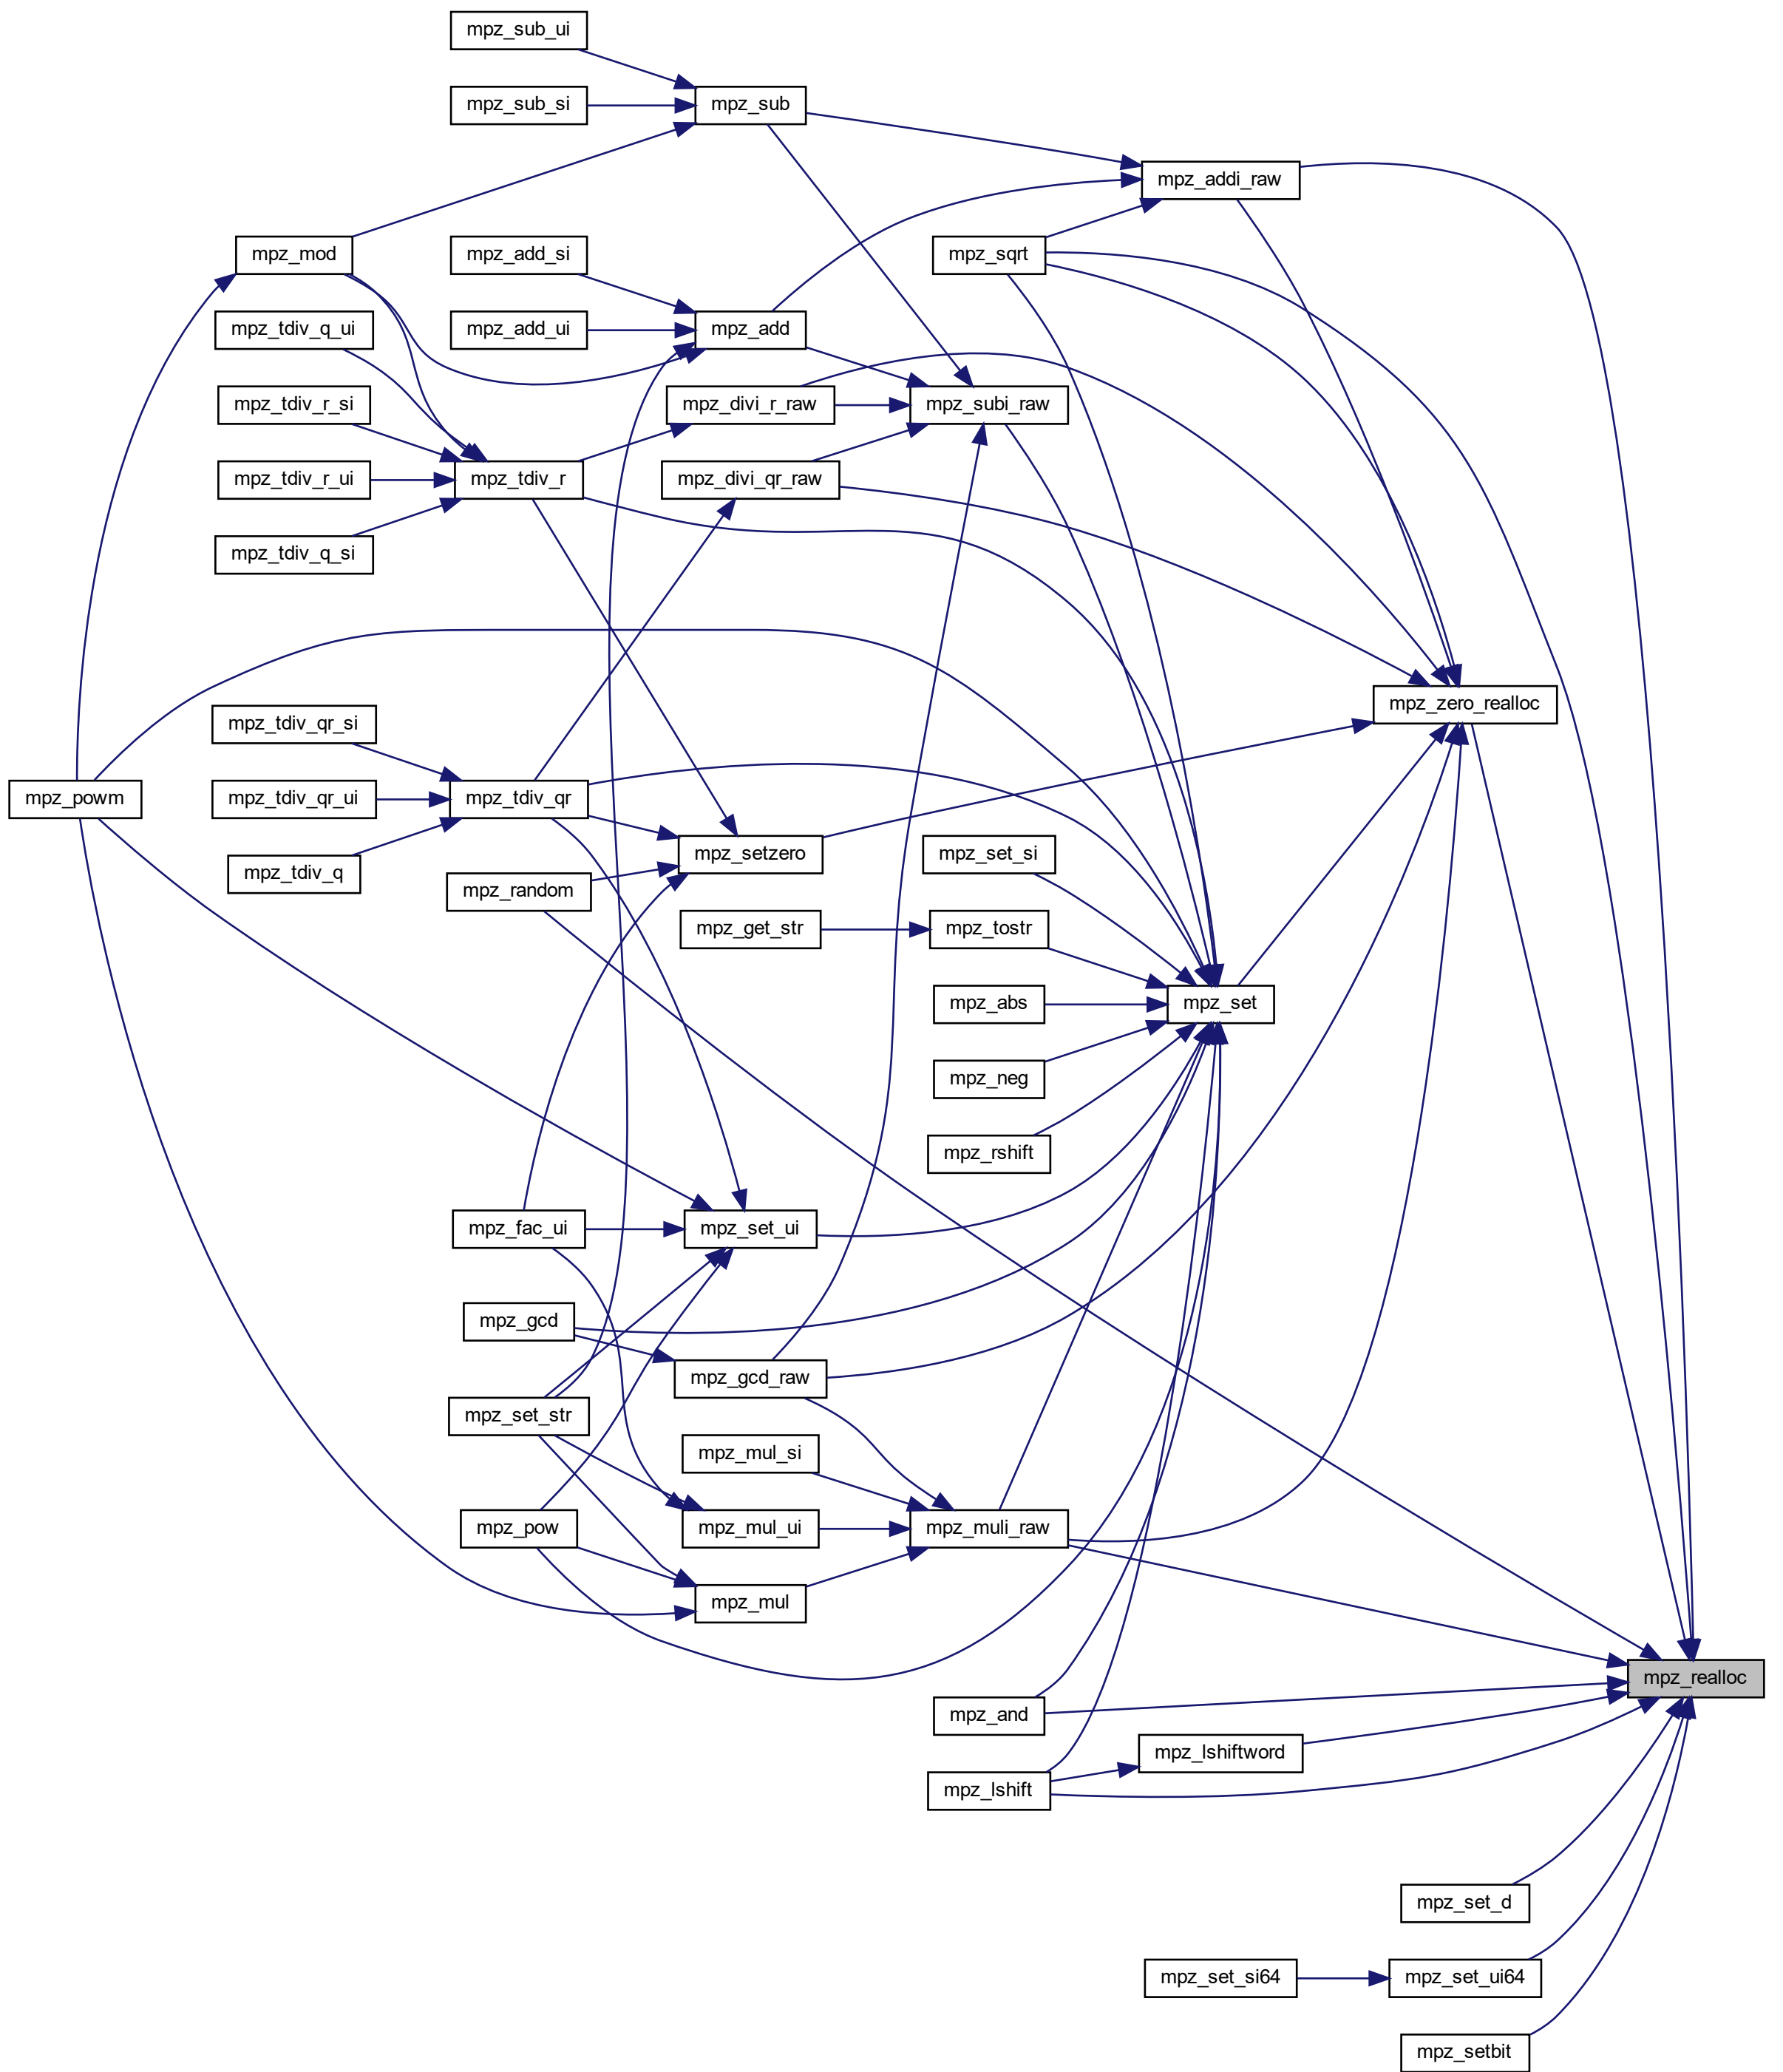 mpz_sub_ui
mpz_sub_si
mpz_sub
mpz_addi_raw
mpz_mod
mpz_add_si
mpz_sqrt
mpz_tdiv_q_ui
mpz_add_ui
mpz_add
mpz_tdiv_r_si
mpz_divi_r_raw
mpz_subi_raw
mpz_tdiv_r_ui
mpz_tdiv_r
mpz_divi_qr_raw
mpz_tdiv_q_si
mpz_zero_realloc
mpz_tdiv_qr_si
mpz_powm
mpz_tdiv_qr_ui
mpz_tdiv_qr
mpz_setzero
mpz_set_si
mpz_tdiv_q
mpz_random
mpz_get_str
mpz_tostr
mpz_abs
mpz_set
mpz_neg
mpz_rshift
mpz_fac_ui
mpz_set_ui
mpz_gcd
mpz_gcd_raw
mpz_set_str
mpz_mul_si
mpz_pow
mpz_mul_ui
mpz_muli_raw
mpz_mul
mpz_realloc
mpz_and
mpz_lshiftword
mpz_lshift
mpz_set_d
mpz_set_si64
mpz_set_ui64
mpz_setbit